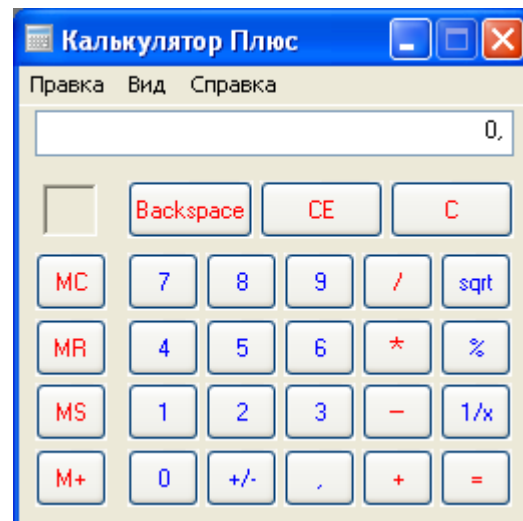 Калькулятор Плюс
Правка Вид Справка
0,
Backspace CE C
MC 7 8 9 / sqrt
MR 4 5 6 * %
MS 1 2 3 - 1/x
M+ 0 +/- , + =